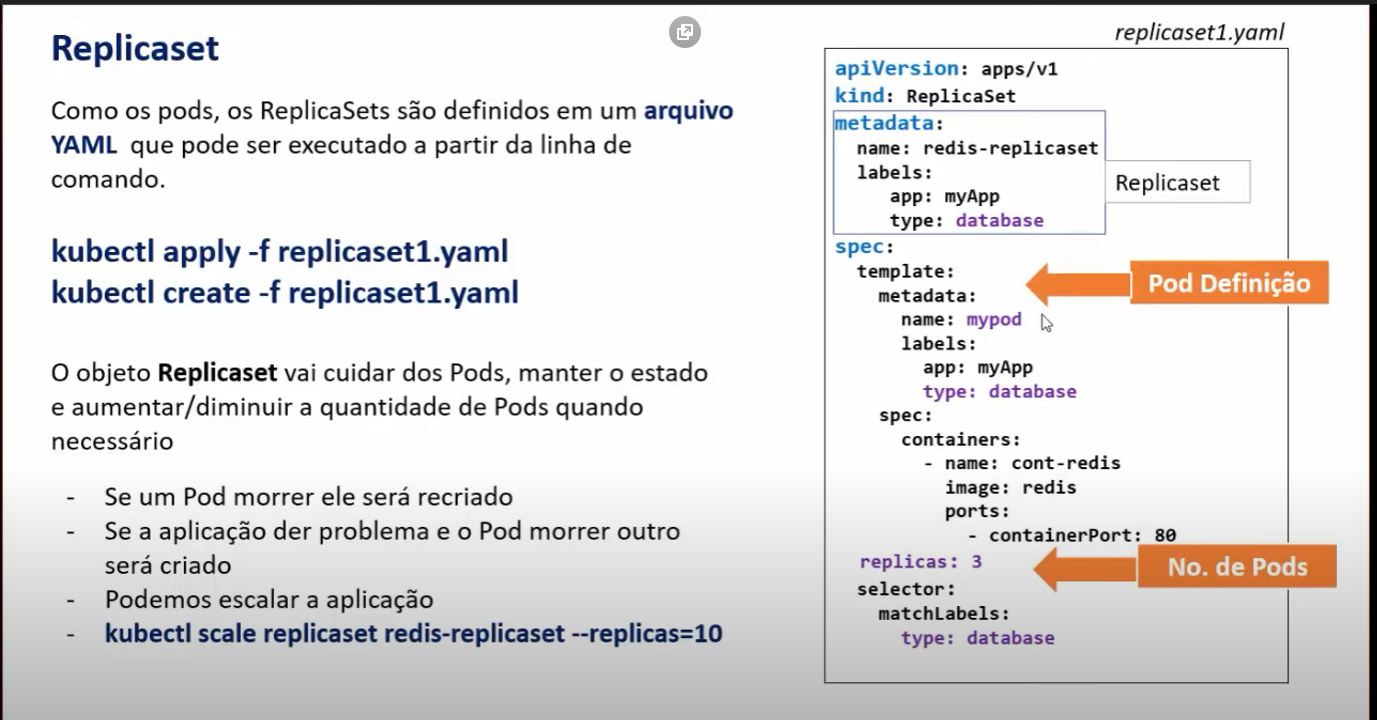 Replicaset
Como os pods, os ReplicaSets são definidos em um arquivo
YAML que pode ser executado a partir da linha de
comando.
kubectl apply -f replicaset1.yaml
kubectl create -f replicaset1.yaml
O objeto Replicaset vai cuidar dos Pods, manter o estado
e aumentar/diminuir a quantidade de Pods quando
necessário
- Se um Pod morrer ele será recriado
- Se a aplicação der problema e o Pod morrer outro
será criado
- Podemos escalar a aplicação
- kubectl scale replicaset redis-replicaset --replicas=10
replicaset1.yaml
apiVersion: apps/v1
kind: ReplicaSet
metadata:
name: redis-replicaset
labels:
app: myApp
type: database
Replicaset
spec:
template:
Pod Definição
metadata:
name: mypod
labels:
app: myApp
type: database
spec:
containers:
- name: cont-redis
image: redis
ports:
- containerPort: 80
replicas: 3
No. de Pods
selector:
matchLabels:
type: database